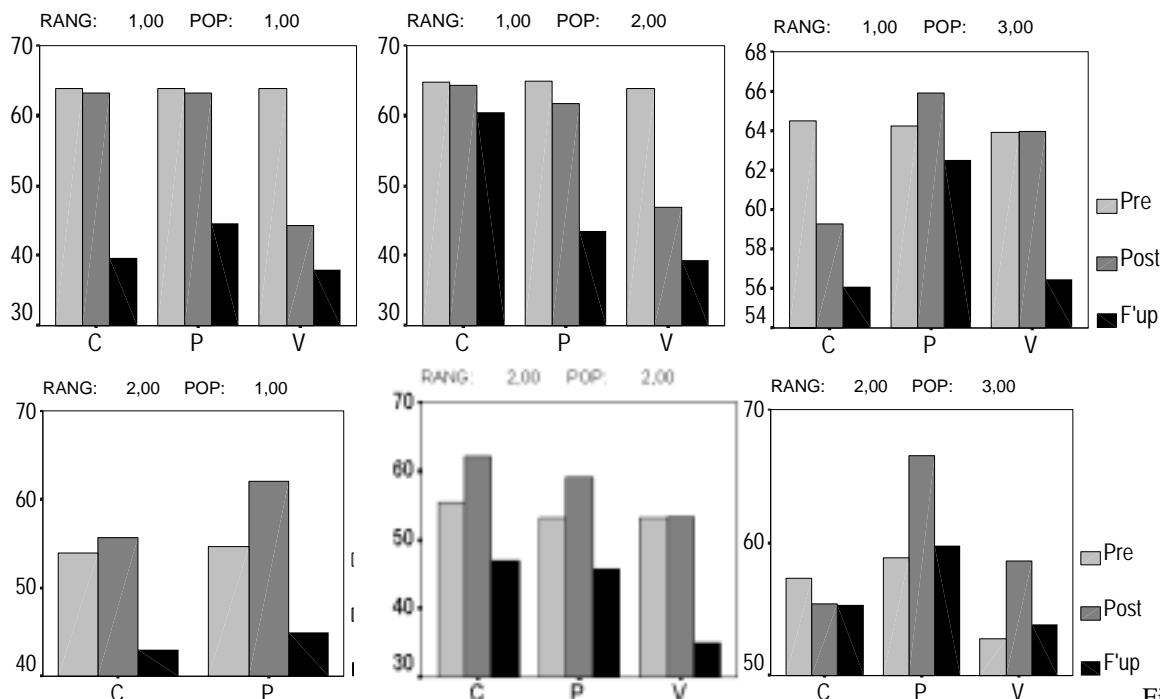 RANG: 1,00 POP: 1,00
70
60
50
40
30
C P V
RANG: 1,00 POP: 2,00
70
60
50
40
30
C P V
RANG: 1,00 POP: 3,00
68
66
64
62
60
58
56
54
C P V
Pre
Post
F'up
RANG: 2,00 POP: 1,00
70
60
50
40
C P
RANG: 2,00 POP: 2,00
70
60
50
40
30
C P V
RANG: 2,00 POP: 3,00
70
60
50
C P V
Pre
Post
F'up